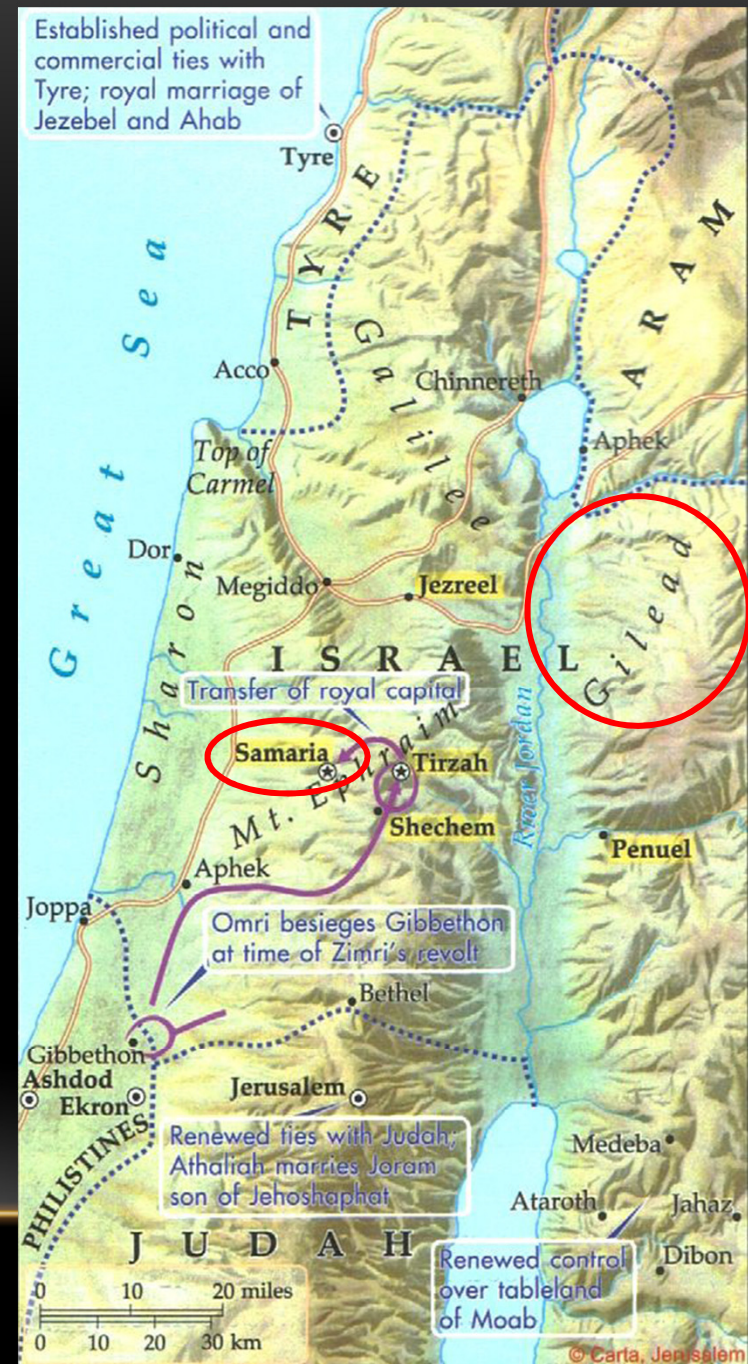 Established political and
commercial ties with
Tyre; royal marriage of
Jezebel and Ahab
Tyre
TYRE
ARAM
Great Sea
Galilee
Acco
Chinnereth
Aphek
Top of
Carmel
Dor
Megiddo
Jezreel
Gilead
Sharon
ISRAEL
Transfer of royal capital
Samaria
Tirzah
Mt. Ephraim
River Jordan
Shechem
Penuel
Aphek
Joppa
Omri besieges Gibbethon
at time of Zimri's revolt
Bethel
Gibbethon
Ashdod
Ekron
Jerusalem
Renewed ties with Judah;
Athaliah marries Joram
son of Jehoshaphat
PHILISTINES
Medeba
Ataroth
Jahaz
JUDAH
Renewed control
over tableland
of Moab
Dibon
0 10 20 miles
0 10 20 30 km
© Carta, Jerusalem